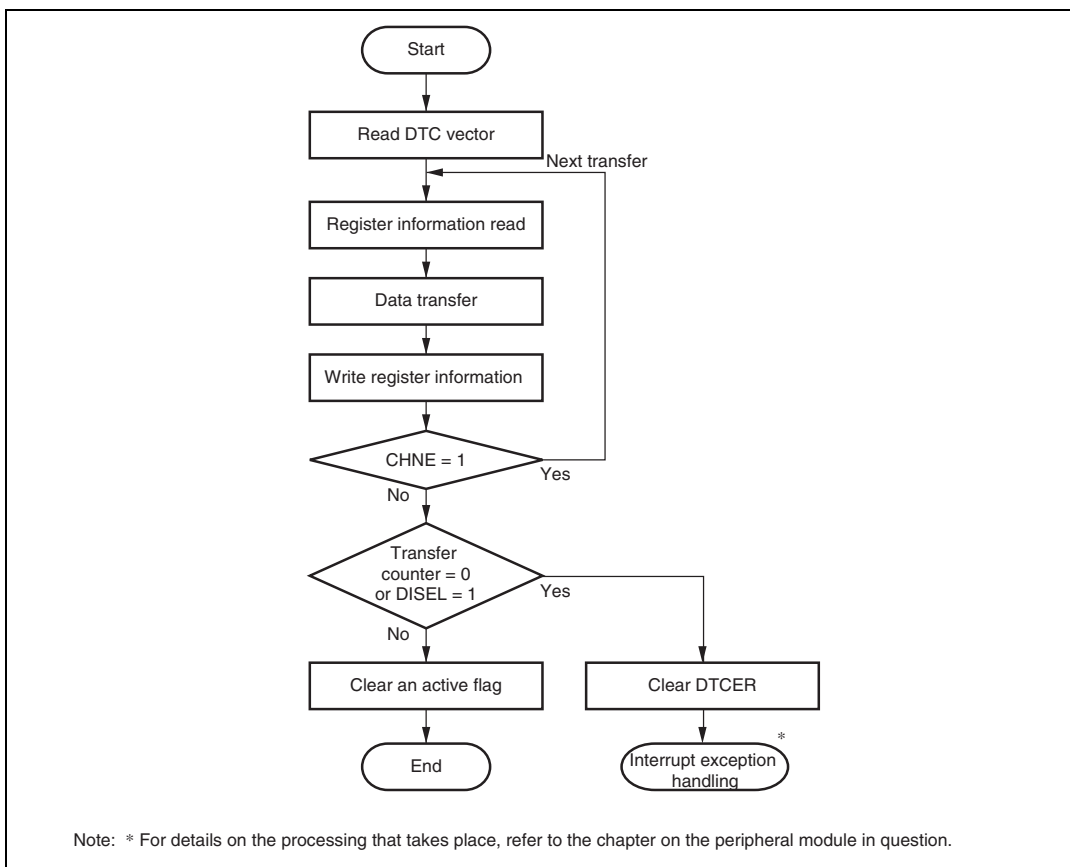 Start
Read DTC vector
Next transfer
Register information read
Data transfer
Write register information
CHNE = 1
Yes
No
Transfer
counter = 0
or DISEL = 1
Yes
No
Clear an active flag
Clear DTCER
End
*
Interrupt exception
handling
Note: * For details on the processing that takes place, refer to the chapter on the peripheral module in question.